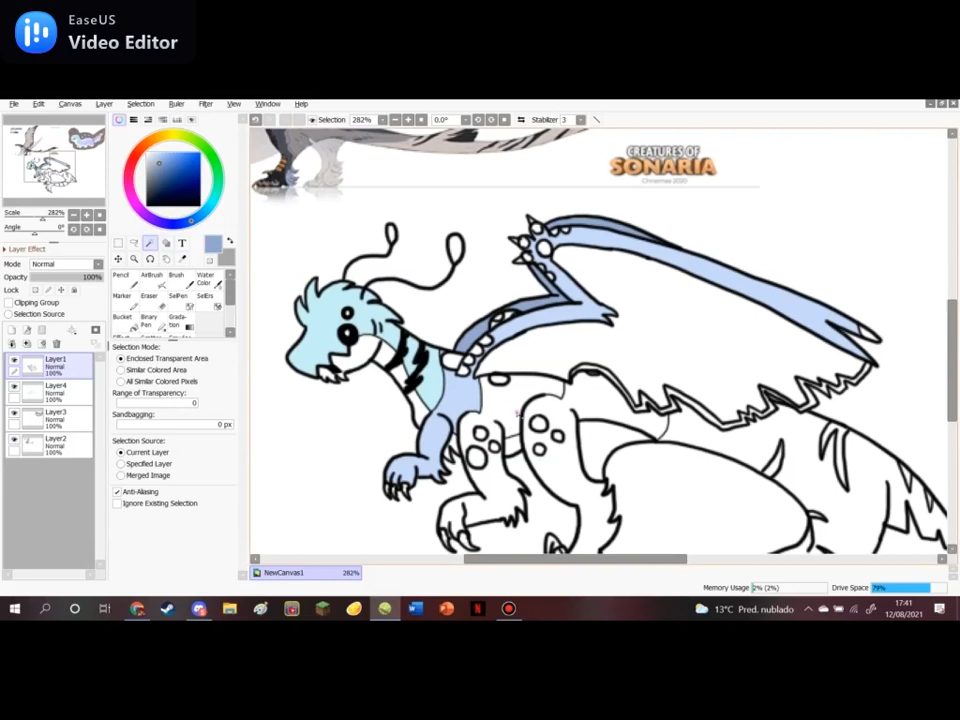 EaseUS
Video Editor
File Edit Canvas Layer Selection Ruler Filter View Window Help
Selection 282% 0.0° Stabilizer 3
CREATURES OF
SONARIA
Christmas 2020
Scale
282%
Angle 0°
Layer Effect
Mode Normal
Opacity 100%
Lock
Clipping Group
Selection Source
Layer1
Normal
100%
Layer4
Normal
100%
Layer3
Normal
100%
Layer2
Normal
100%
T
Pencil AirBrush Brush Water Color
Marker Eraser SelPen SelErs
Bucket Binary Pen Gradation
Selection Mode:
Enclosed Transparent Area
Similar Colored Area
All Similar Colored Pixels
Range of Transparency
0
Sandbagging:
0 px
Selection Source:
Current Layer
Specified Layer
Merged Image
Anti-Aliasing
Ignore Existing Selection
NewCanvas1 282%
Memory Usage 2% (2%) Drive Space 79%
13°C Pred. nublado
17:41
12/08/2021